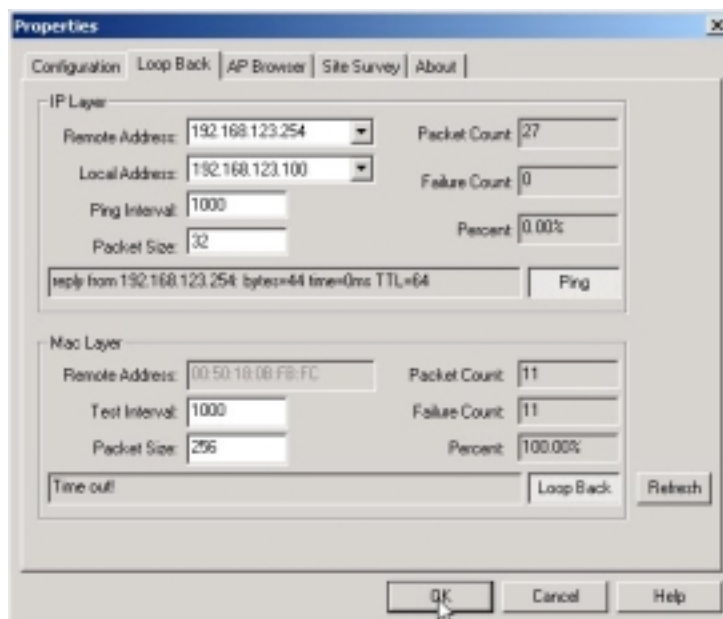 Properties
Configuration Loop Back AP Browser Site Survey About
IP Layer
Remote Address: 192.168.123.254 Packet Count: 27
Local Address: 192.168.123.100 Failure Count: 0
Ping Interval: 1000 Percent: 0.00%
Packet Size: 32
reply from 192.168.123.254: bytes=44 time=0ms TTL=64 Ping
Mac Layer
Remote Address: 00:50:18:0B:FB:FC Packet Count: 11
Test Interval: 1000 Failure Count: 11
Packet Size: 256 Percent: 100.00%
Time out! Loop Back Refresh
OK Cancel Help